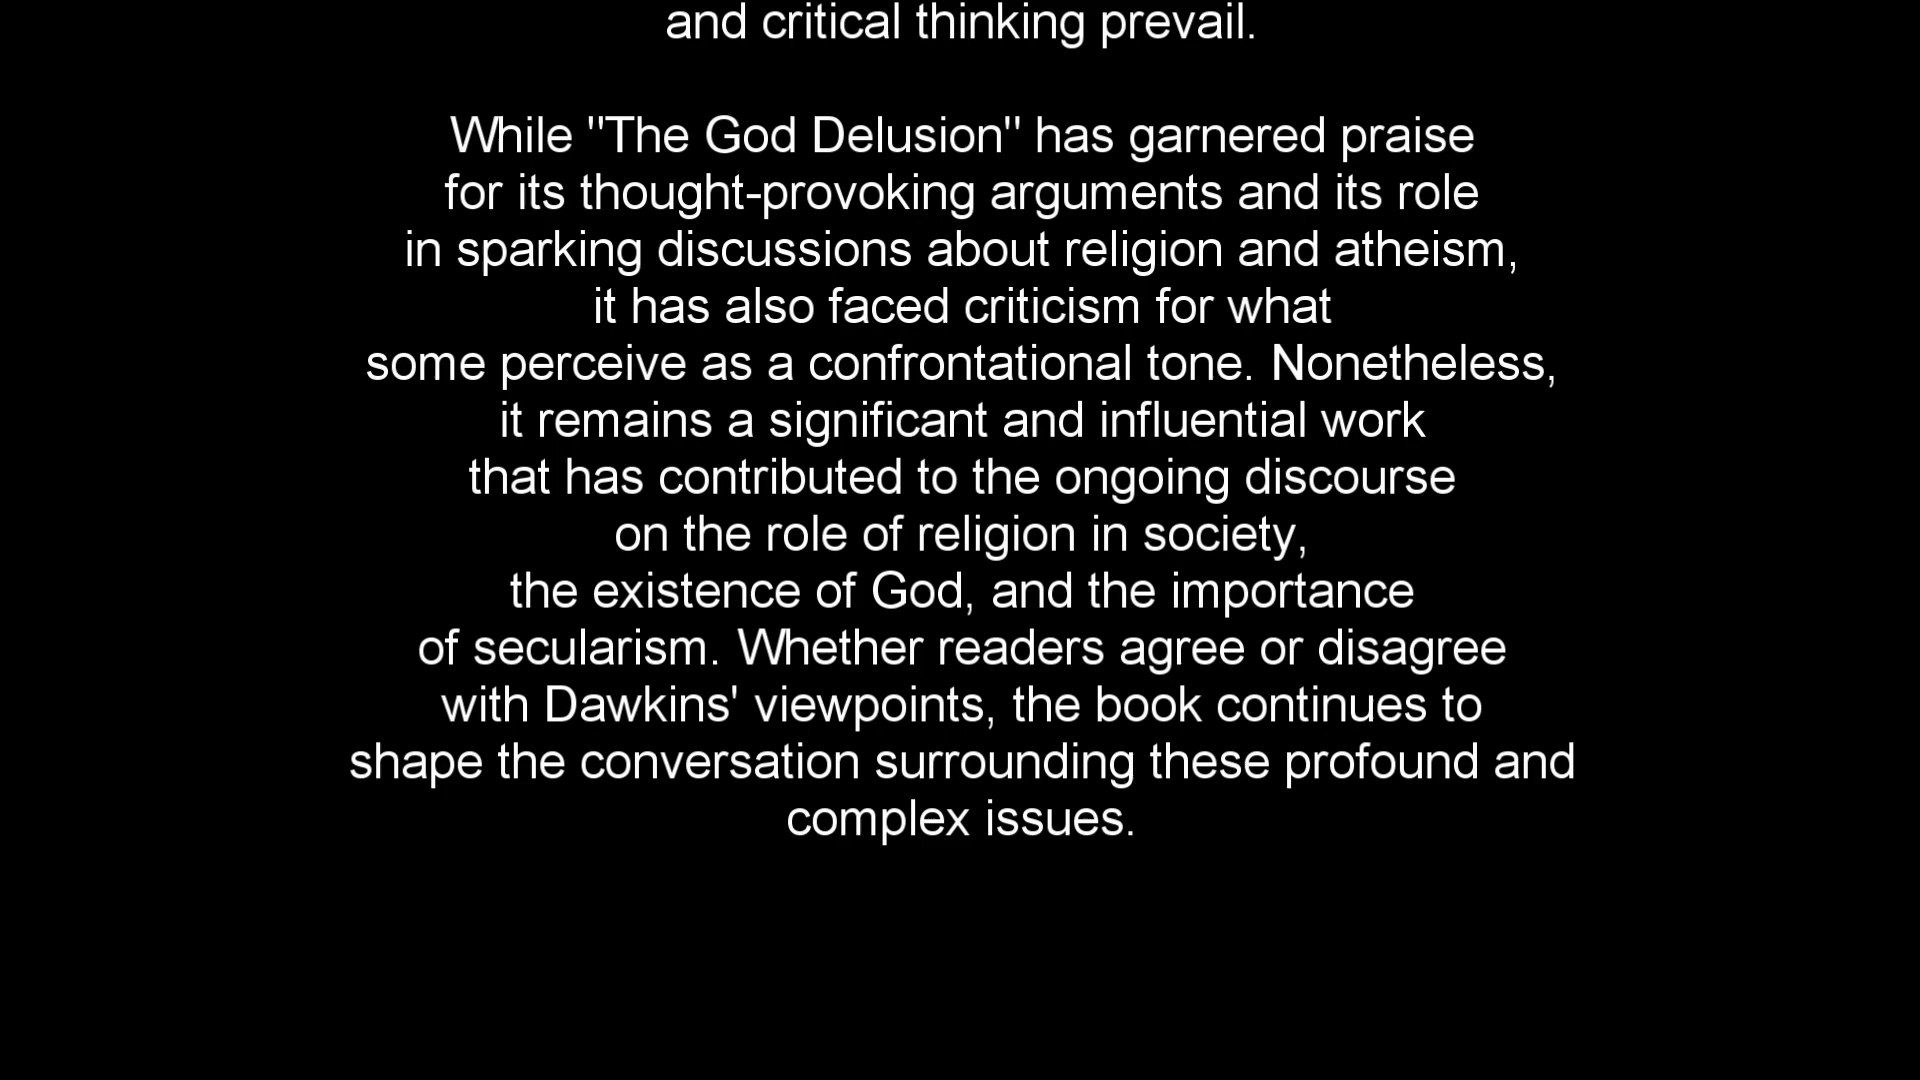 and critical thinking prevail.
While "The God Delusion" has garnered praise
for its thought-provoking arguments and its role
in sparking discussions about religion and atheism,
it has also faced criticism for what
some perceive as a confrontational tone. Nonetheless,
it remains a significant and influential work
that has contributed to the ongoing discourse
on the role of religion in society,
the existence of God, and the importance
of secularism. Whether readers agree or disagree
with Dawkins' viewpoints, the book continues to
shape the conversation surrounding these profound and
complex issues.